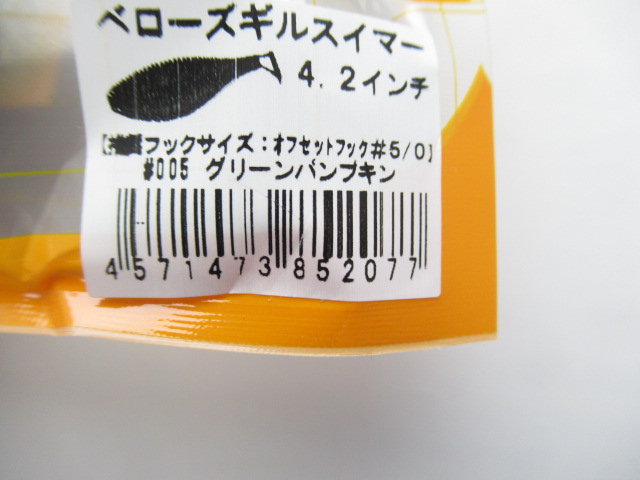 ベローズギルスイマー
4.2インチ
フックサイズ:オフセットフック#5/0】
#005 グリーンパンプキン
4571473852077